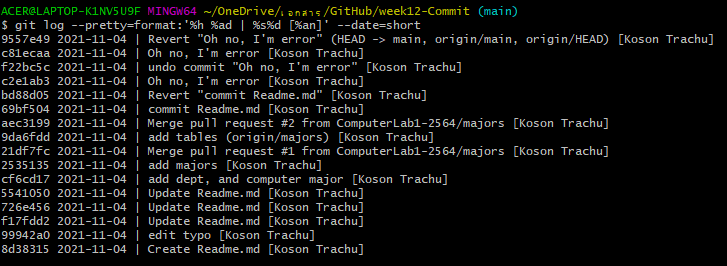 ACER@LAPTOP-K1NV5U9F MINGW64 ~/OneDrive/เอกสาร/GitHub/week12-Commit (main)
$ git log --pretty=format:'%h %ad | %s%d [%an]' --date=short
9557e49 2021-11-04 | Revert "Oh no, I'm error" (HEAD -> main, origin/main, origin/HEAD) [Koson Trachu]
c81ecaa 2021-11-04 | Oh no, I'm error [Koson Trachu]
f22bc5c 2021-11-04 | undo commit "Oh no, I'm error" [Koson Trachu]
c2e1ab3 2021-11-04 | Oh no, I'm error [Koson Trachu]
bd88d05 2021-11-04 | Revert "commit Readme.md" [Koson Trachu]
69bf504 2021-11-04 | commit Readme.md [Koson Trachu]
aec3199 2021-11-04 | Merge pull request #2 from ComputerLab1-2564/majors [Koson Trachu]
9da6fdd 2021-11-04 | add tables (origin/majors) [Koson Trachu]
21df7fc 2021-11-04 | Merge pull request #1 from ComputerLab1-2564/majors [Koson Trachu]
2535135 2021-11-04 | add majors [Koson Trachu]
cf6cd17 2021-11-04 | add dept, and computer major [Koson Trachu]
5541050 2021-11-04 | Update Readme.md [Koson Trachu]
726e456 2021-11-04 | Update Readme.md [Koson Trachu]
f17fdd2 2021-11-04 | Update Readme.md [Koson Trachu]
99942a0 2021-11-04 | edit typo [Koson Trachu]
8d38315 2021-11-04 | Create Readme.md [Koson Trachu]